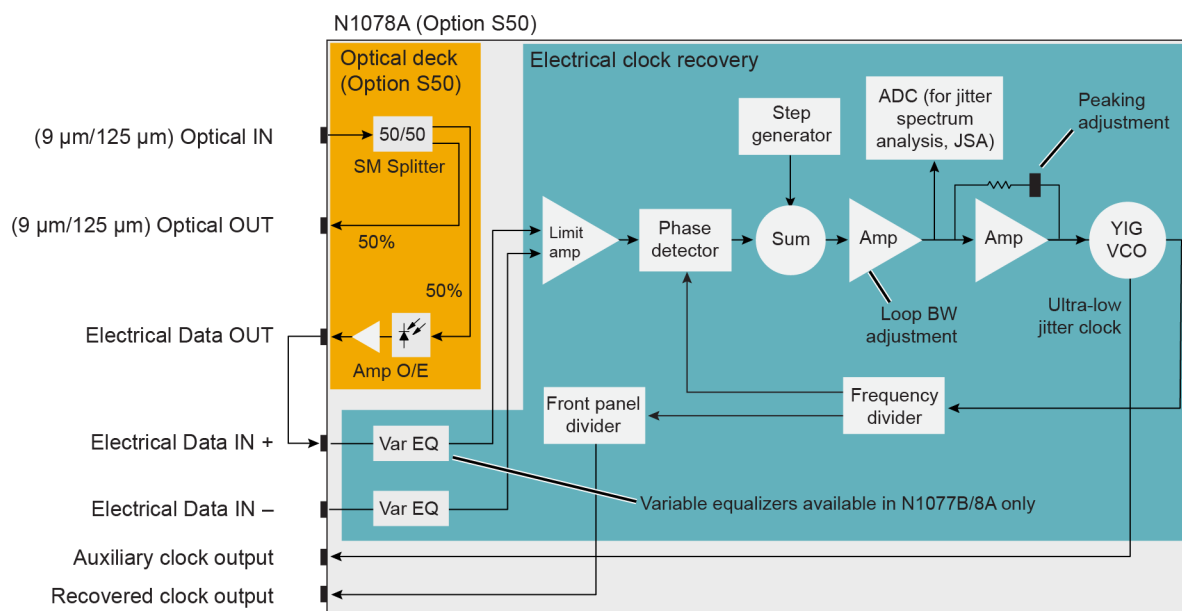 N1078A (Option S50)
Optical deck
(Option S50)
Electrical clock recovery
(9 µm/125 µm) Optical IN
50/50
SM Splitter
Step
generator
ADC (for jitter
spectrum
analysis, JSA)
Peaking
adjustment
(9 µm/125 µm) Optical OUT
50%
Limit
amp
Phase
detector
Sum
Amp
Amp
YIG
VCO
50%
Electrical Data OUT
Amp O/E
Loop BW
adjustment
Ultra-low
jitter clock
Front panel
divider
Frequency
divider
Electrical Data IN +
Var EQ
Electrical Data IN –
Var EQ
Variable equalizers available in N1077B/8A only
Auxiliary clock output
Recovered clock output